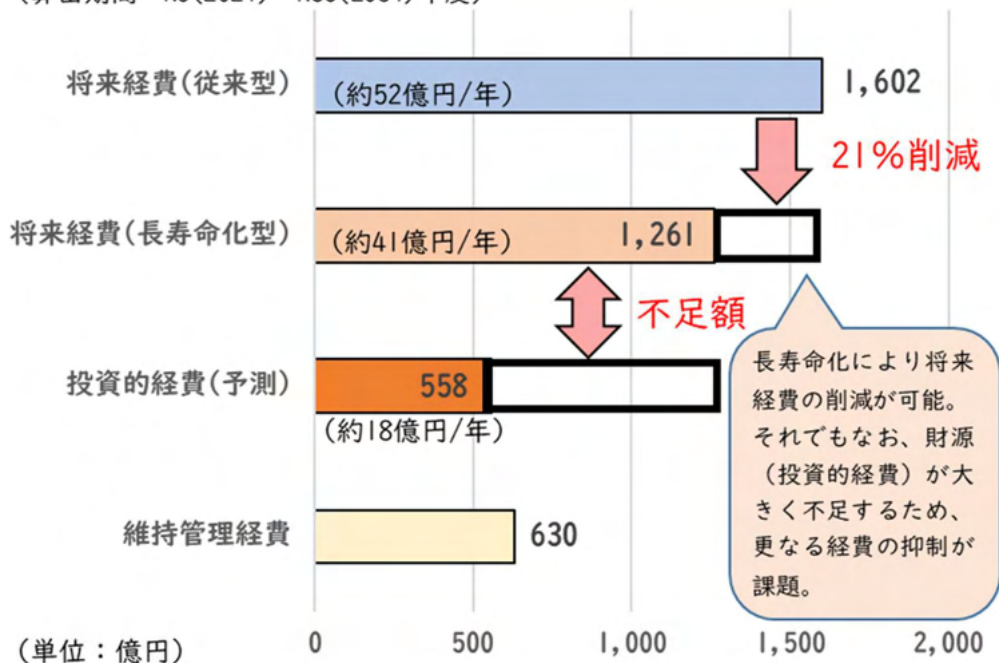 将来経費(従来型)
(約52億円/年)
1,602
21%削減
将来経費(長寿命化型)
(約41億円/年)
1,261
不足額
投資的経費(予測)
558
(約18億円/年)
長寿命化により将来
経費の削減が可能。
それでもなお、財源
(投資的経費)が大
きく不足するため、
更なる経費の抑制が
課題。
維持管理経費
630
(単位：億円)
0 500 1,000 1,500 2,000